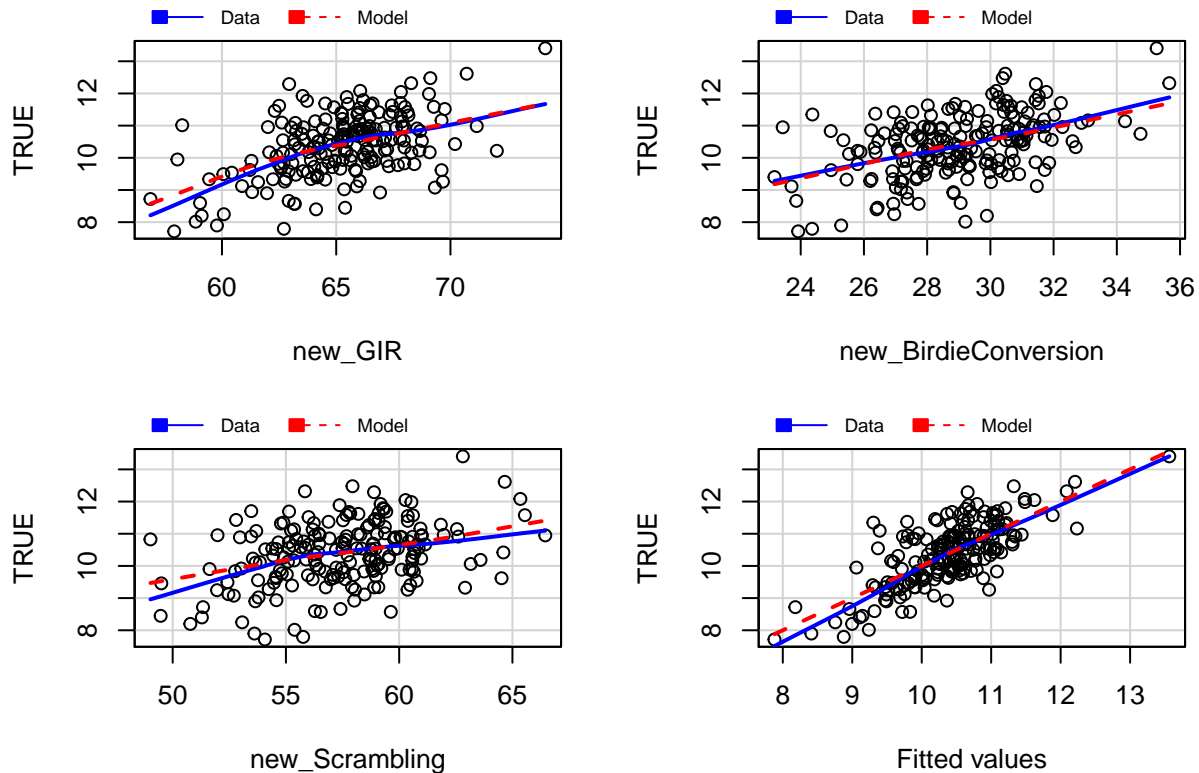 Data Model
TRUE
8 10 12
60 65 70
new_GIR
Data Model
TRUE
8 10 12
24 26 28 30 32 34 36
new_BirdieConversion
Data Model
TRUE
8 10 12
50 55 60 65
new_Scrambling
Data Model
TRUE
8 10 12
8 9 10 11 12 13
Fitted values